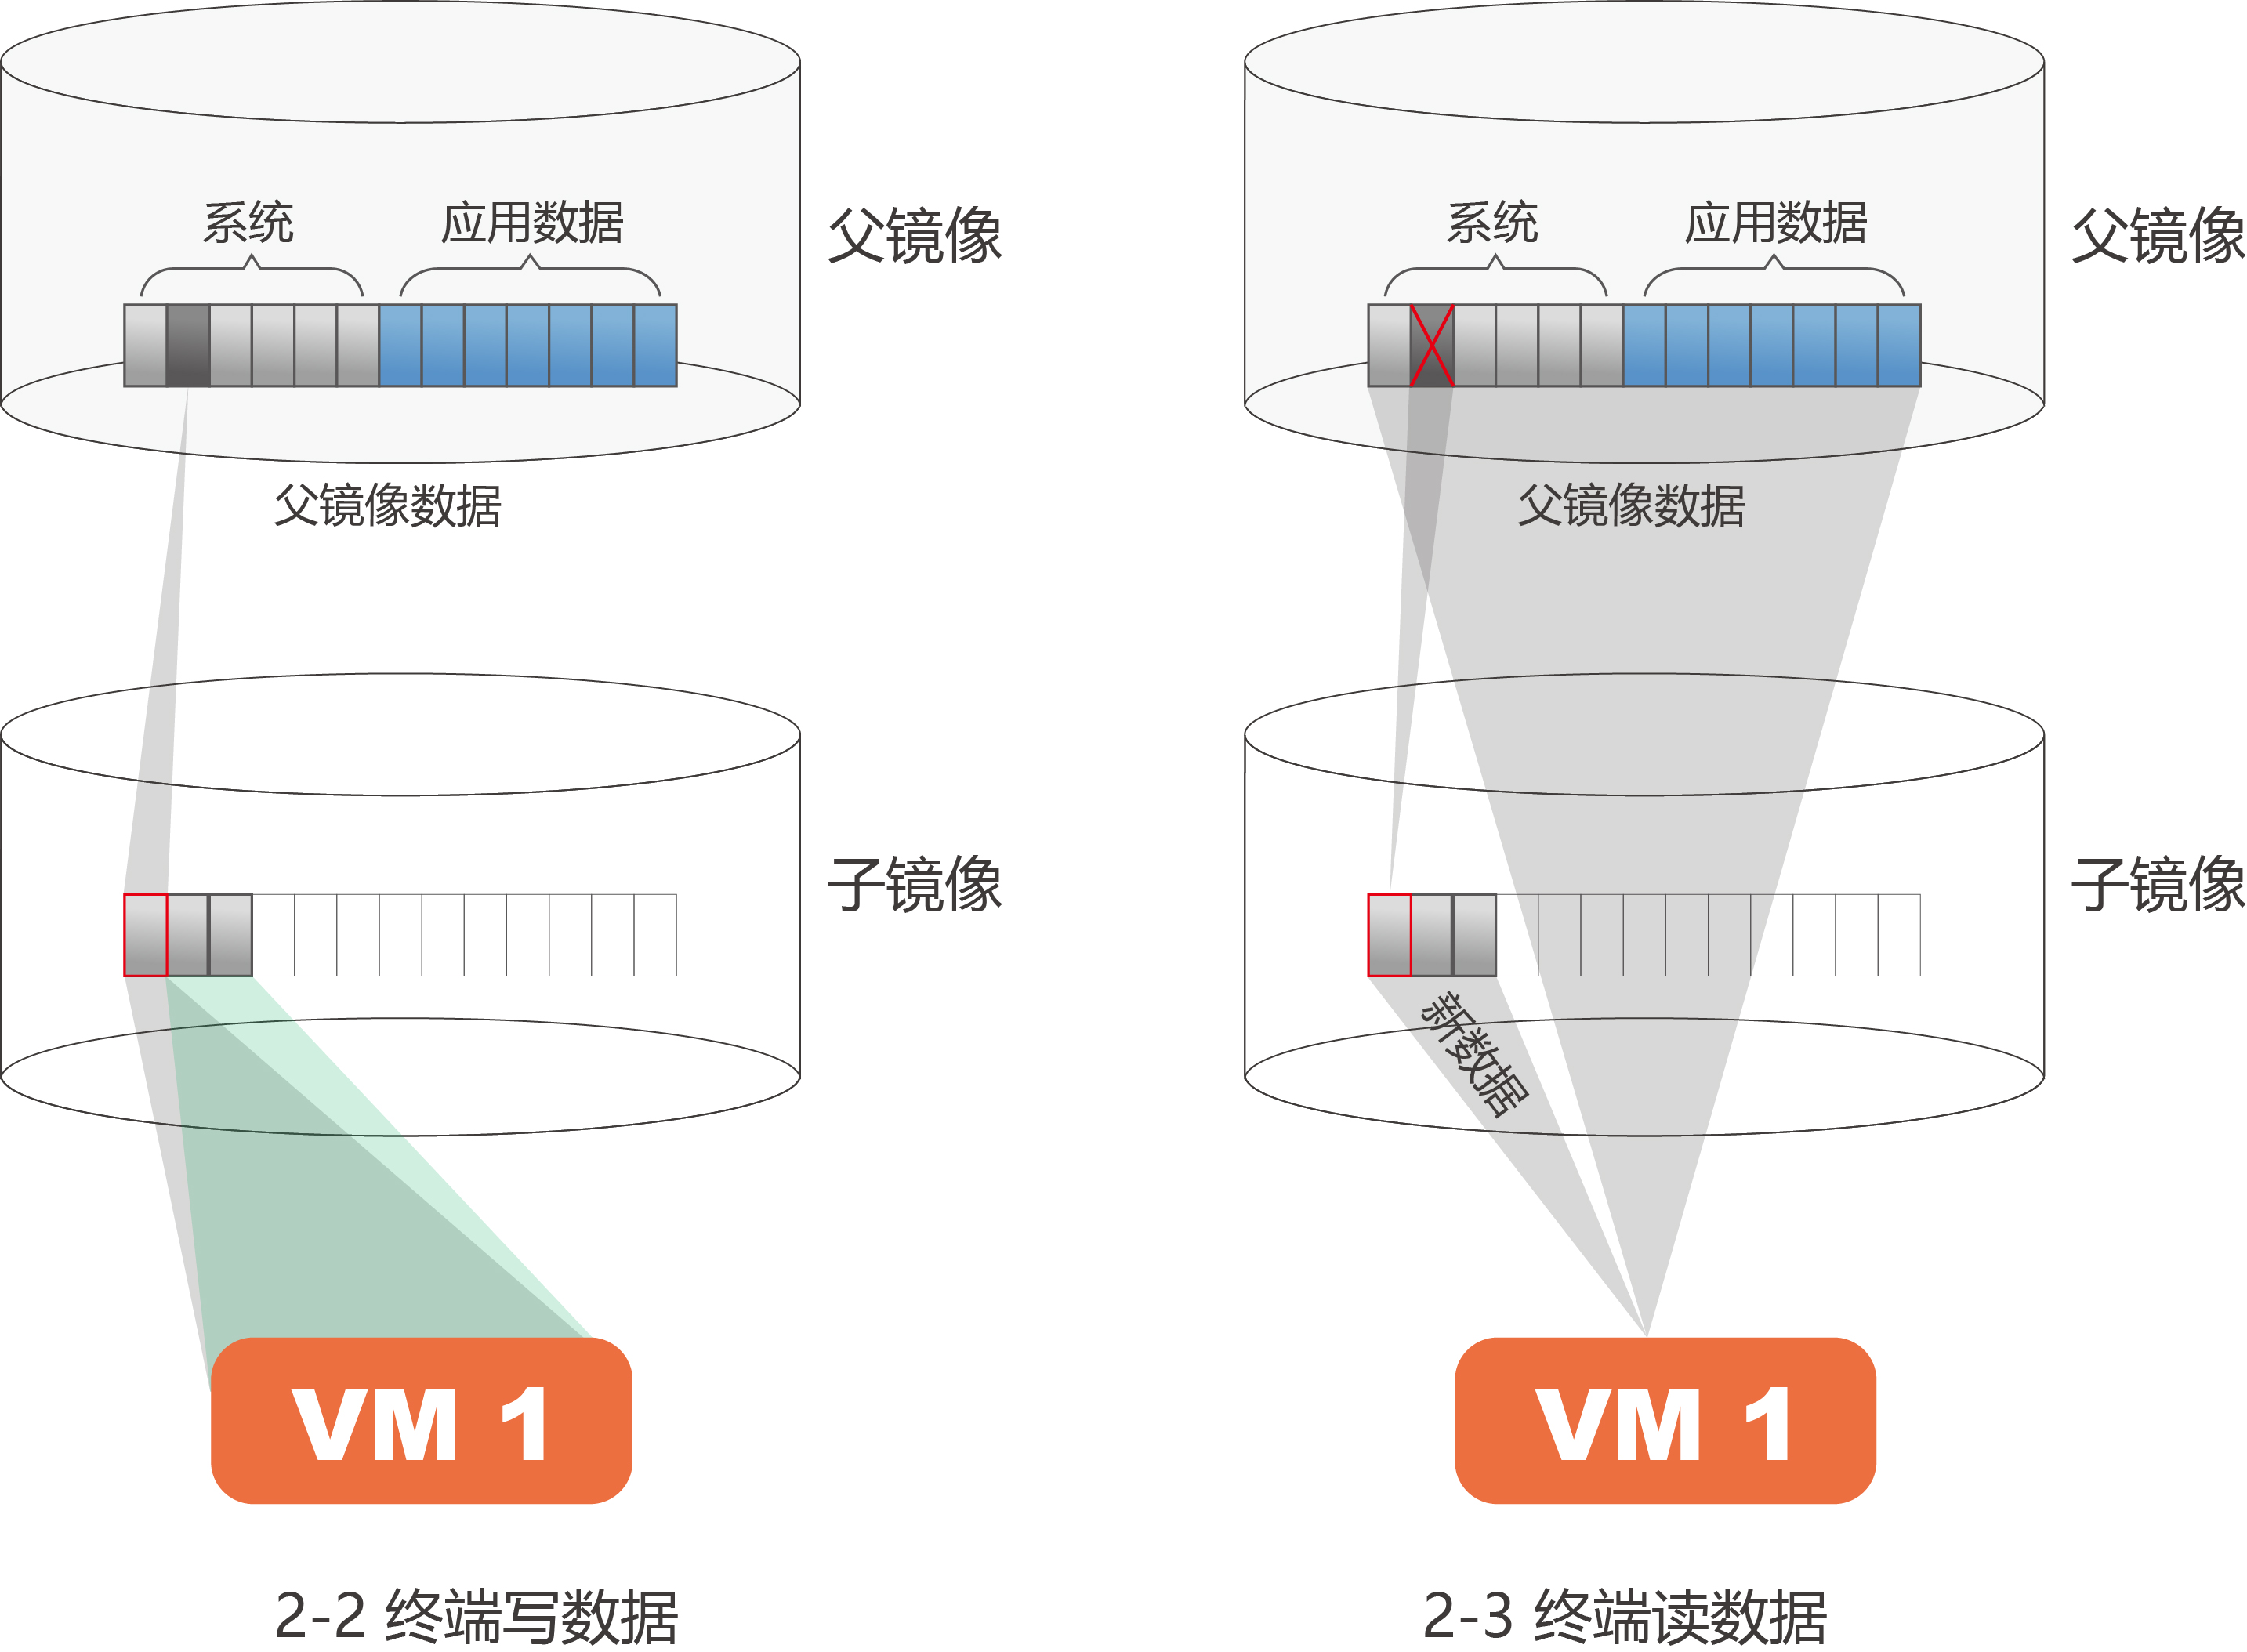 系统
应用数据
父镜像
父镜像数据
子镜像
VM 1
2-2 终端写数据
系统
应用数据
父镜像
父镜像数据
子镜像
新数据
VM 1
2-3 终端读数据